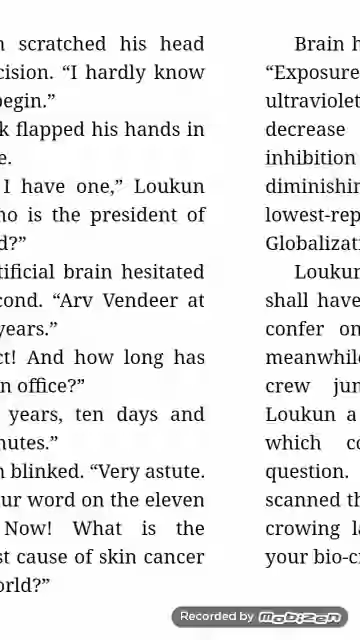 scratched his head
cision. “I hardly know
begin.”
k flapped his hands in
e.
I have one,” Loukun
no is the president of
d?”
tificial brain hesitated
cond. “Arv Vendeer at
years.”
ct! And how long has
n office?”
years, ten days and
nutes.”
n blinked. “Very astute.
ur word on the eleven
Now! What is the
st cause of skin cancer
orld?”
Brain h
“Exposure
ultraviolet
decrease
inhibition
diminishin
lowest-rep
Globalizati
Loukun
shall have
confer on
meanwhile
crew jun
Loukun a
which co
question.
scanned th
crowing la
your bio-c
Recorded by Mobizen